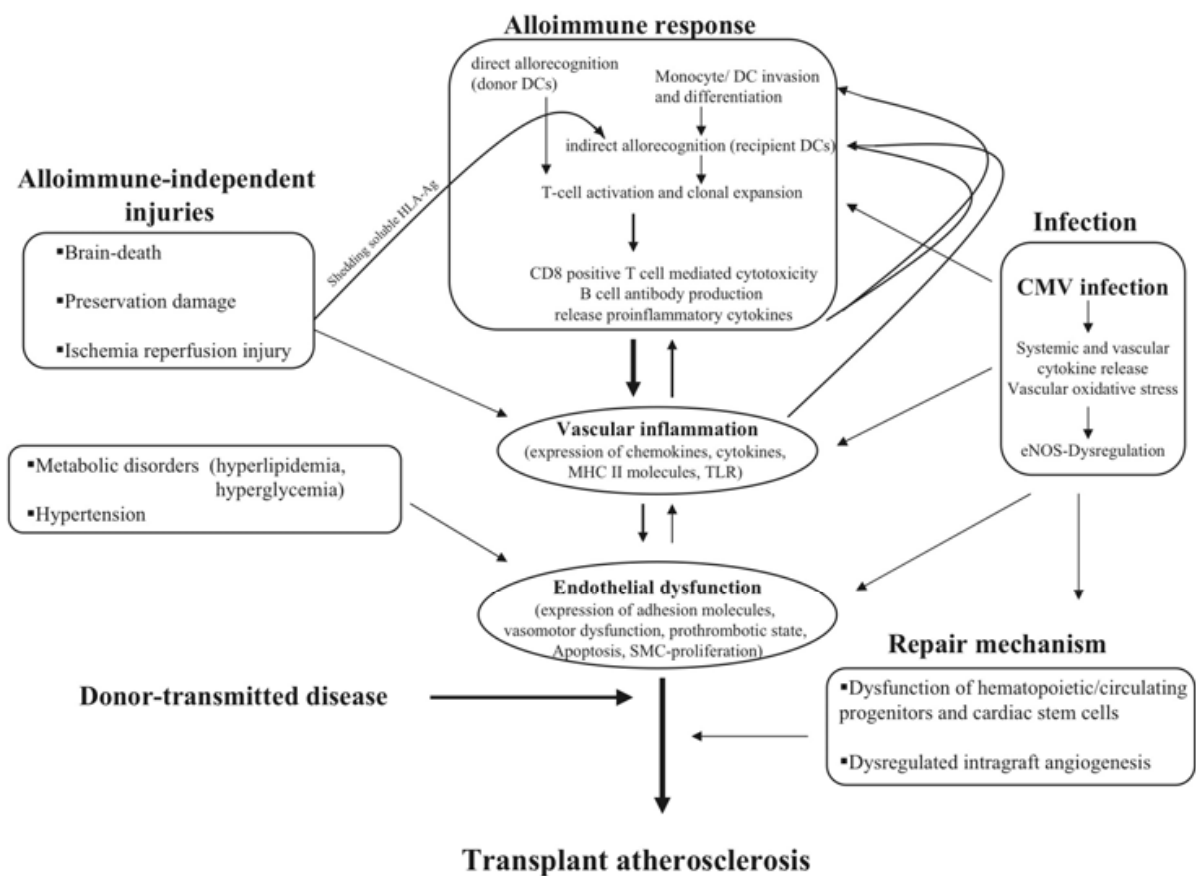 Alloimmune response
direct allorecognition
(donor DCs)
Monocyte/ DC invasion
and differentiation
indirect allorecognition (recipient DCs)
T-cell activation and clonal expansion
CD8 positive T cell mediated cytotoxicity
B cell antibody production
release proinflammatory cytokines
Alloimmune-independent
injuries
▪Brain-death
▪Preservation damage
▪Ischemia reperfusion injury
Shedding soluble HLA-Ag
Infection
CMV infection
Systemic and vascular
cytokine release
Vascular oxidative stress
eNOS-Dysregulation
Vascular inflammation
(expression of chemokines, cytokines,
MHC II molecules, TLR)
▪Metabolic disorders (hyperlipidemia,
hyperglycemia)
▪Hypertension
Endothelial dysfunction
(expression of adhesion molecules,
vasomotor dysfunction, prothrombotic state,
Apoptosis, SMC-proliferation)
Repair mechanism
▪Dysfunction of hematopoietic/circulating
progenitors and cardiac stem cells
▪Dysregulated intragraft angiogenesis
Donor-transmitted disease
Transplant atherosclerosis